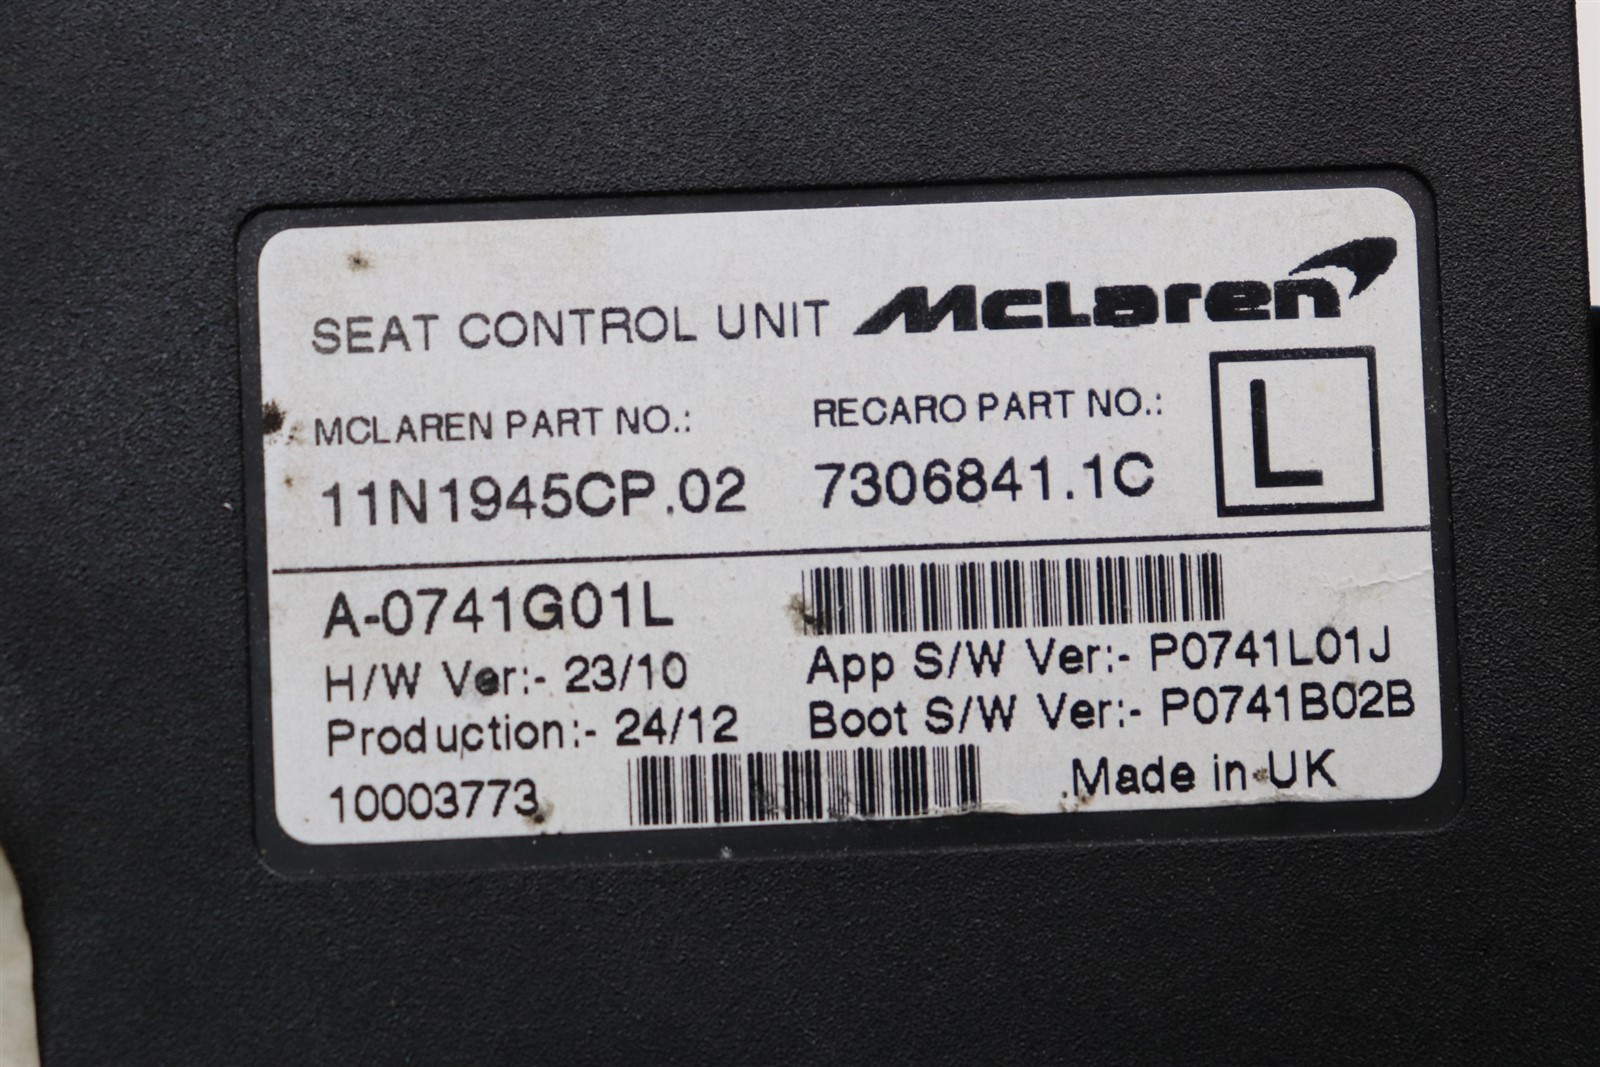 SEAT CONTROL UNIT McLaren
MCLAREN PART NO.: RECARO PART NO.:
11N1945CP.02 7306841.1C L
A-0741G01L
H/W Ver:- 23/10 App S/W Ver:- P0741L01J
Production:- 24/12 Boot S/W Ver:- P0741B02B
10003773 Made in UK